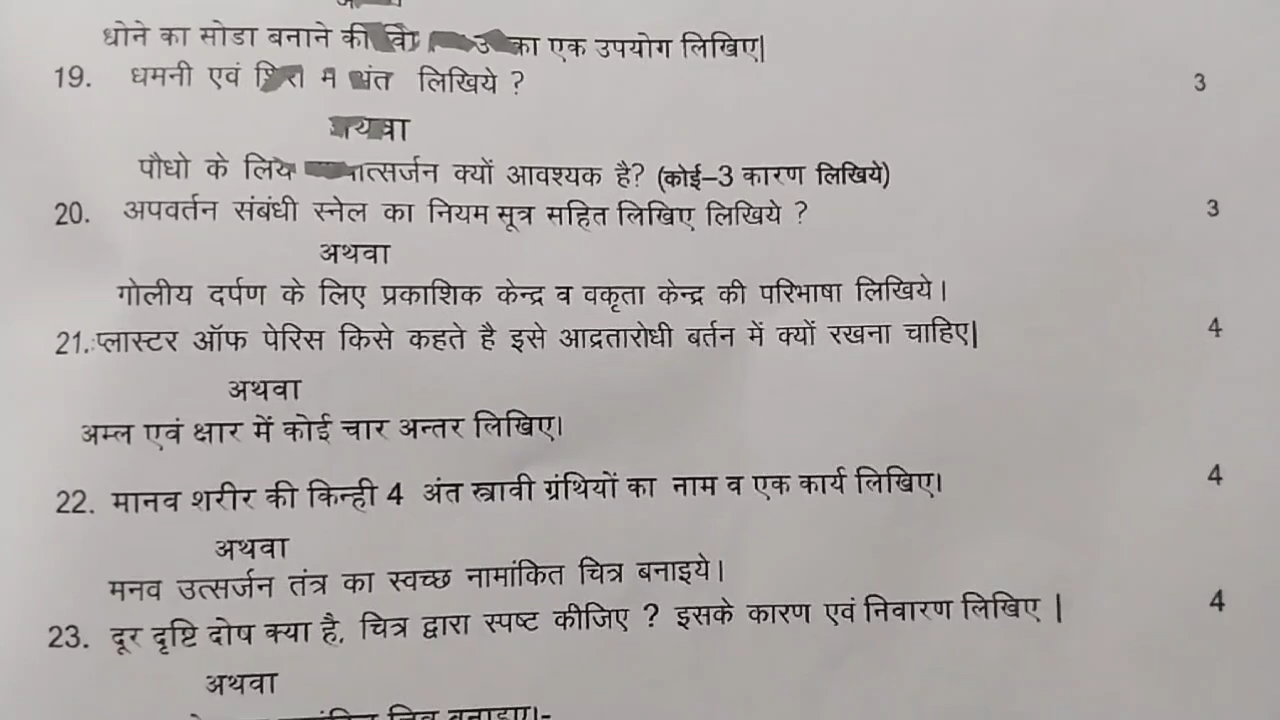 धोने का सोडा बनाने की का एक उपयोग लिखिए|
19. धमनी एवं लिखिये ? 3
अथवा
पौधो के लिये क्यों आवश्यक है? (कोई–3 कारण लिखिये)
20. अपवर्तन संबंधी स्नेल का नियम सूत्र सहित लिखिए लिखिये ? 3
अथवा
गोलीय दर्पण के लिए प्रकाशिक केन्द्र व वकृता केन्द्र की परिभाषा लिखिये।
21. प्लास्टर ऑफ पेरिस किसे कहते है इसे आद्रतारोधी बर्तन में क्यों रखना चाहिए| 4
अथवा
अम्ल एवं क्षार में कोई चार अन्तर लिखिए।
22. मानव शरीर की किन्ही 4 अंत स्त्रावी ग्रंथियों का नाम व एक कार्य लिखिए। 4
अथवा
मनव उत्सर्जन तंत्र का स्वच्छ नामांकित चित्र बनाइये।
23. दूर दृष्टि दोष क्या है, चित्र द्वारा स्पष्ट कीजिए ? इसके कारण एवं निवारण लिखिए | 4
अथवा